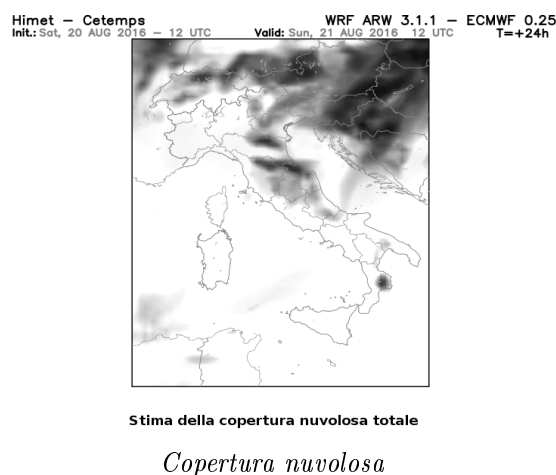 Himet − Cetemps WRF ARW 3.1.1 − ECMWF 0.25
Init.: Sat, 20 AUG 2016 − 12 UTC Valid: Sun, 21 AUG 2016 12 UTC T=+24h
Stima della copertura nuvolosa totale
Copertura nuvolosa